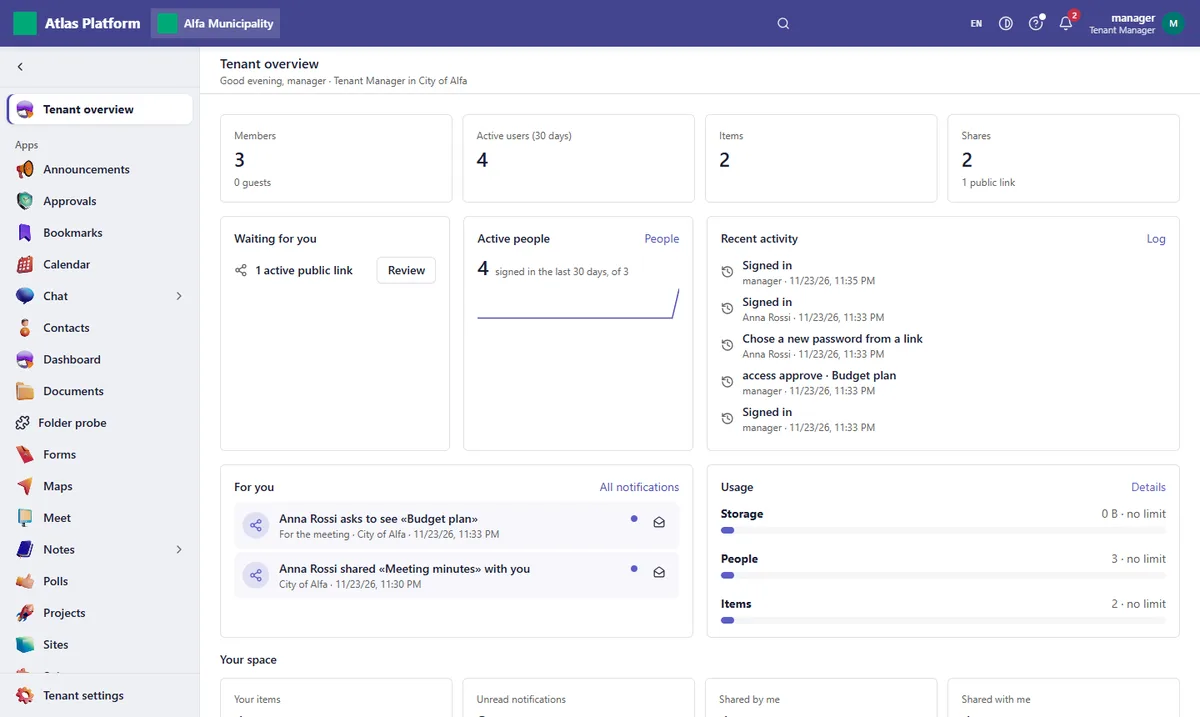 Atlas Platform
Alfa Municipality
EN
2
manager
Tenant Manager
M
Tenant overview
Good evening, manager · Tenant Manager in City of Alfa
Tenant overview
Apps
Announcements
Approvals
Bookmarks
Calendar
Chat
Contacts
Dashboard
Documents
Folder probe
Forms
Maps
Meet
Notes
Polls
Projects
Sites
Tenant settings
Members
3
0 guests
Active users (30 days)
4
Items
2
Shares
2
1 public link
Waiting for you
1 active public link
Review
Active people
People
4 signed in the last 30 days, of 3
Recent activity
Log
Signed in
manager · 11/23/26, 11:35 PM
Signed in
Anna Rossi · 11/23/26, 11:33 PM
Chose a new password from a link
Anna Rossi · 11/23/26, 11:33 PM
access approve · Budget plan
manager · 11/23/26, 11:33 PM
Signed in
manager · 11/23/26, 11:33 PM
For you
All notifications
Anna Rossi asks to see «Budget plan»
For the meeting · City of Alfa · 11/23/26, 11:33 PM
Anna Rossi shared «Meeting minutes» with you
City of Alfa · 11/23/26, 11:30 PM
Usage
Details
Storage
0 B · no limit
People
3 · no limit
Items
2 · no limit
Your space
Your items
Unread notifications
Shared by me
Shared with me